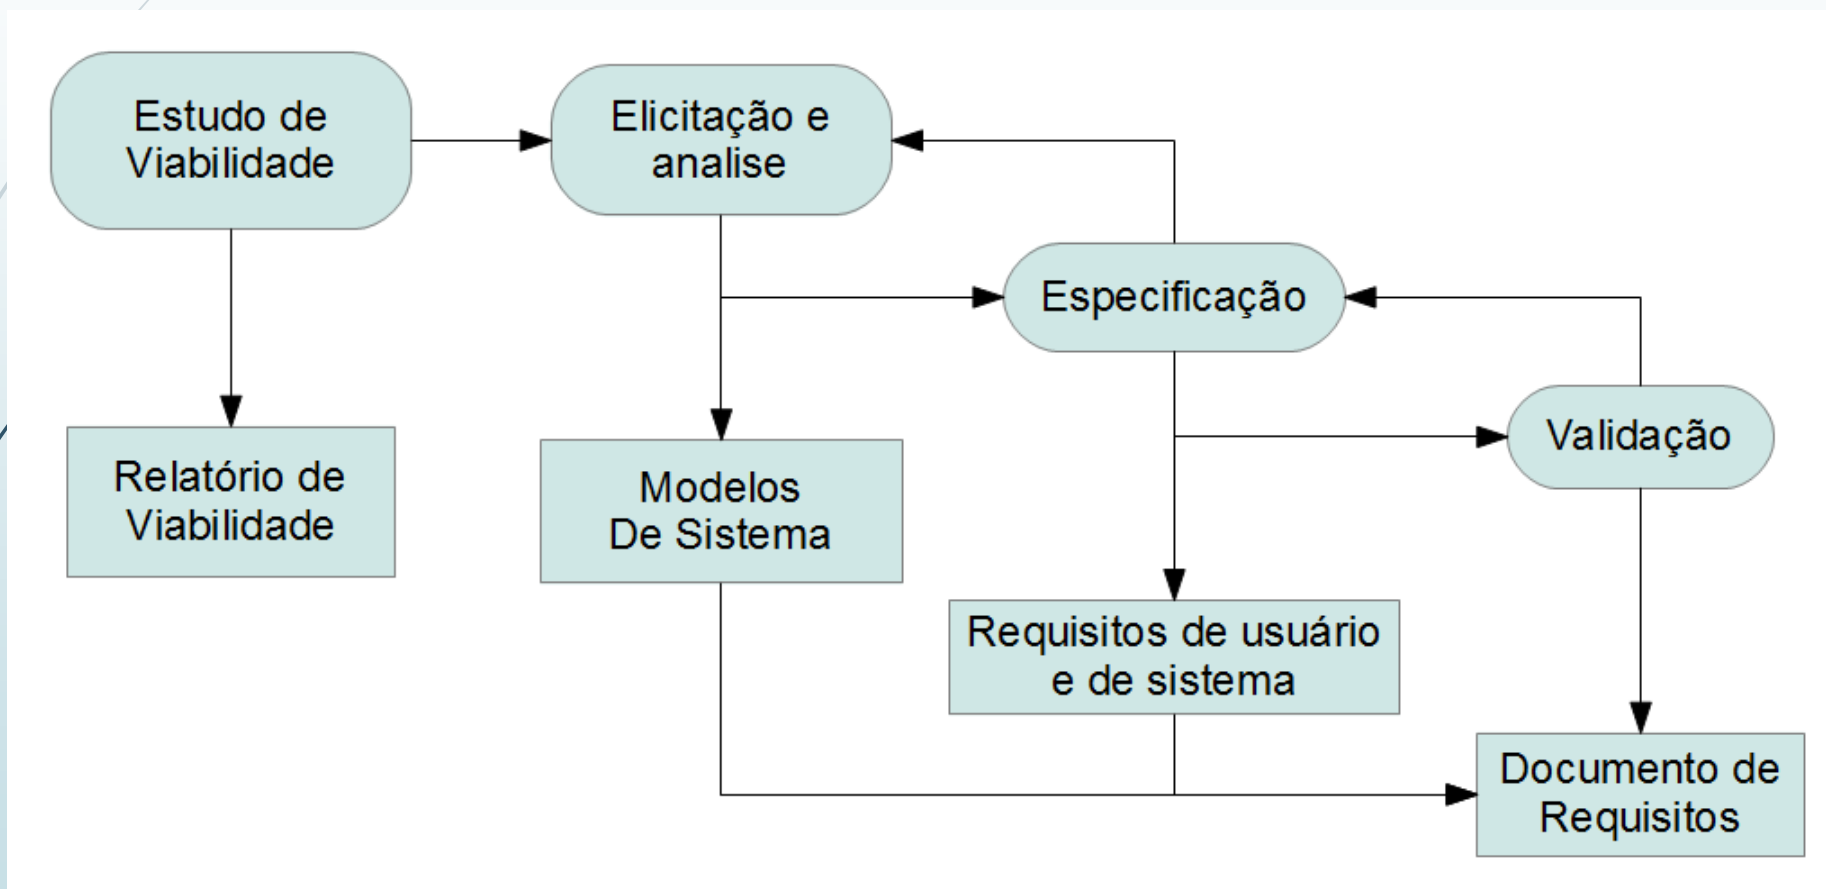 Estudo de
Viabilidade
Elicitação e
analise
Especificação
Validação
Relatório de
Viabilidade
Modelos
De Sistema
Requisitos de usuário
e de sistema
Documento de
Requisitos